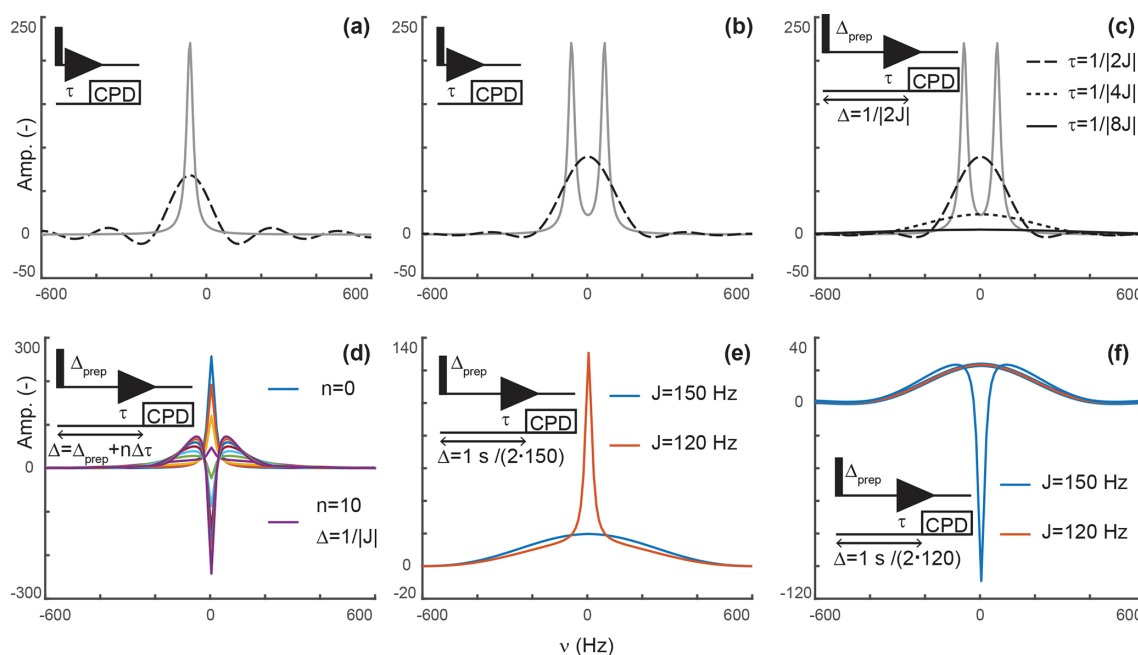 250
(a)
τ
CPD
0
-50
-600
0
600
Amp. (-)
250
(b)
τ
CPD
0
-50
-600
0
600
250
(c)
Δprep
τ
CPD
Δ=1/|2J|
τ=1/|2J|
τ=1/|4J|
τ=1/|8J|
0
-50
-600
0
600
300
(d)
Δprep
n=0
τ
CPD
Δ=Δprep+nΔτ
0
n=10
Δ=1/|J|
-300
-600
0
600
Amp. (-)
140
(e)
Δprep
J=150 Hz
τ
CPD
J=120 Hz
Δ=1 s /(2·150)
0
-20
-600
0
600
ν (Hz)
40
(f)
0
Δprep
J=150 Hz
τ
CPD
J=120 Hz
Δ=1 s /(2·120)
-120
-600
0
600